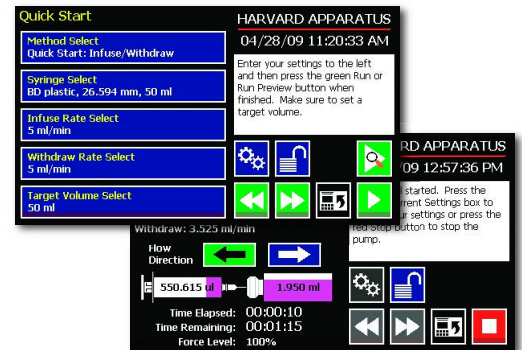 Quick Start
Method Select
Quick Start: Infuse/Withdraw
Syringe Select
BD plastic, 26.594 mm, 50 ml
Infuse Rate Select
5 ml/min
Withdraw Rate Select
5 ml/min
Target Volume Select
50 ml
HARVARD APPARATUS
04/28/09 11:20:33 AM
Enter your settings to the left
and then press the green Run or
Run Preview button when
finished. Make sure to set a
target volume.
RD APPARATUS
/09 12:57:36 PM
started. Press the
Settings box to
settings or press the
red Stop button to stop the
pump.
Withdraw: 3.525 ml/min
Flow
Direction
550.615 ul
1.950 ml
Time Elapsed: 00:00:10
Time Remaining: 00:01:15
Force Level: 100%